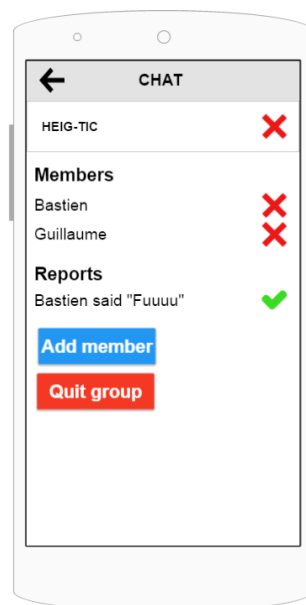 CHAT
HEIG-TIC
Members
Bastien
Guillaume
Reports
Bastien said "Fuuuu"
Add member
Quit group